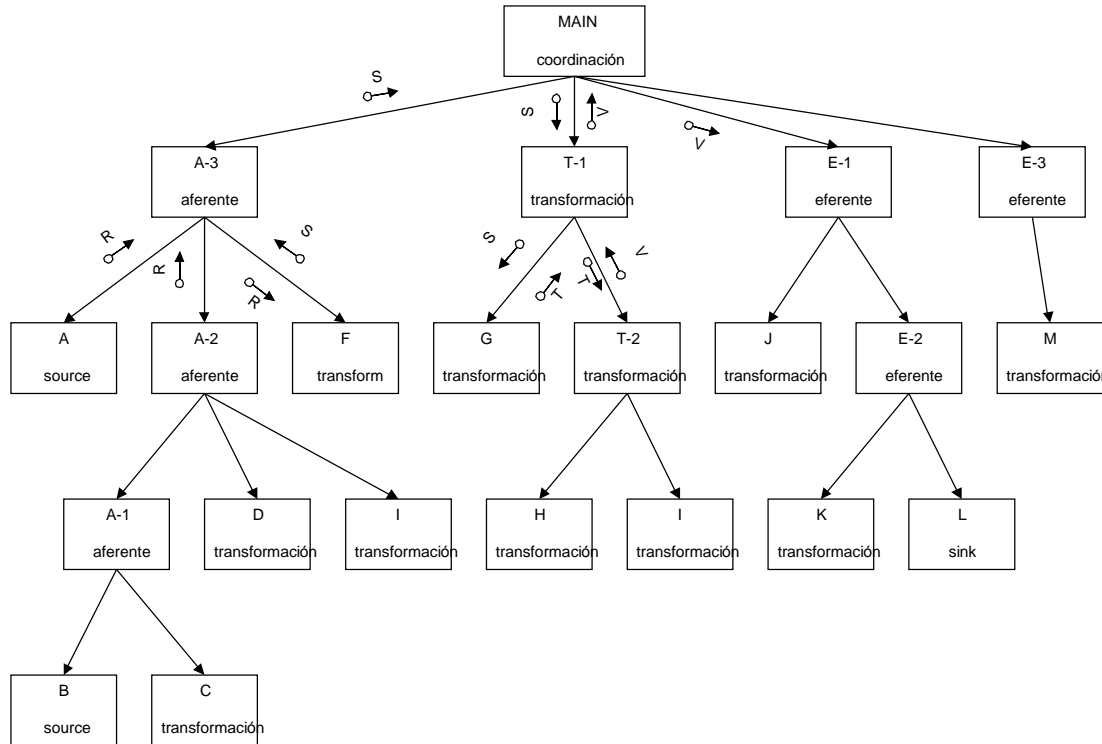 MAIN
coordinación
S
S
V
V
A-3
aferente
T-1
transformación
E-1
eferente
E-3
eferente
R
R
R
S
S
T
T
V
A
source
A-2
aferente
F
transform
G
transformación
T-2
transformación
J
transformación
E-2
eferente
M
transformación
A-1
aferente
D
transformación
I
transformación
H
transformación
I
transformación
K
transformación
L
sink
B
source
C
transformación